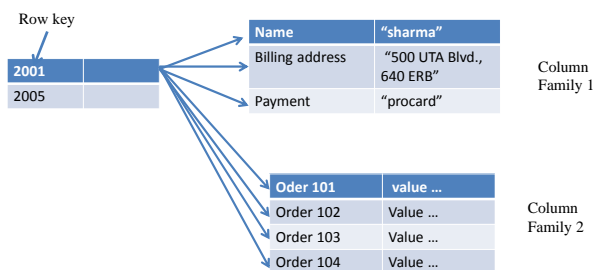 Row key
2001
2005
Name "sharma"
Billing address "500 UTA Blvd.,
640 ERB"
Payment "procard"
Column
Family 1
Oder 101 value ...
Order 102 Value ...
Order 103 Value ...
Order 104 Value ...
Column
Family 2